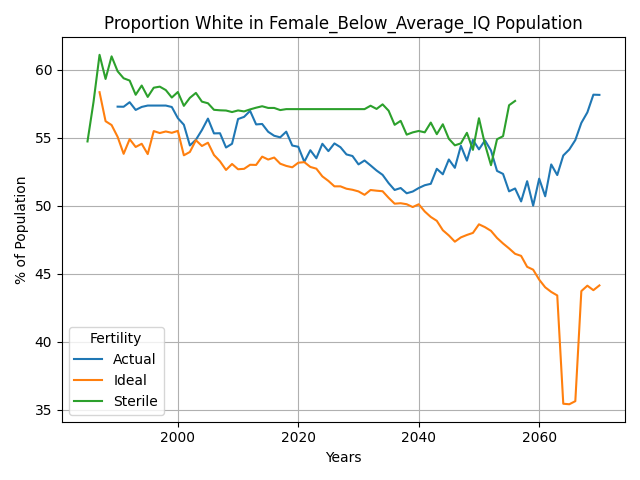 Proportion White in Female_Below_Average_IQ Population
% of Population
60
55
50
45
40
35
Fertility
Actual
Ideal
Sterile
2000
2020
2040
2060
Years